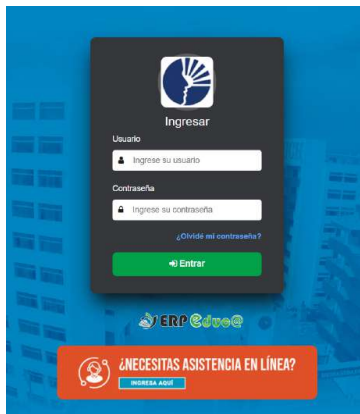 Ingresar
Usuario
Ingrese su usuario
Contraseña
Ingrese su contraseña
¿Olvidé mi contraseña?
Entrar
ERP Educ@
¿NECESITAS ASISTENCIA EN LÍNEA?
INGRESA AQUÍ